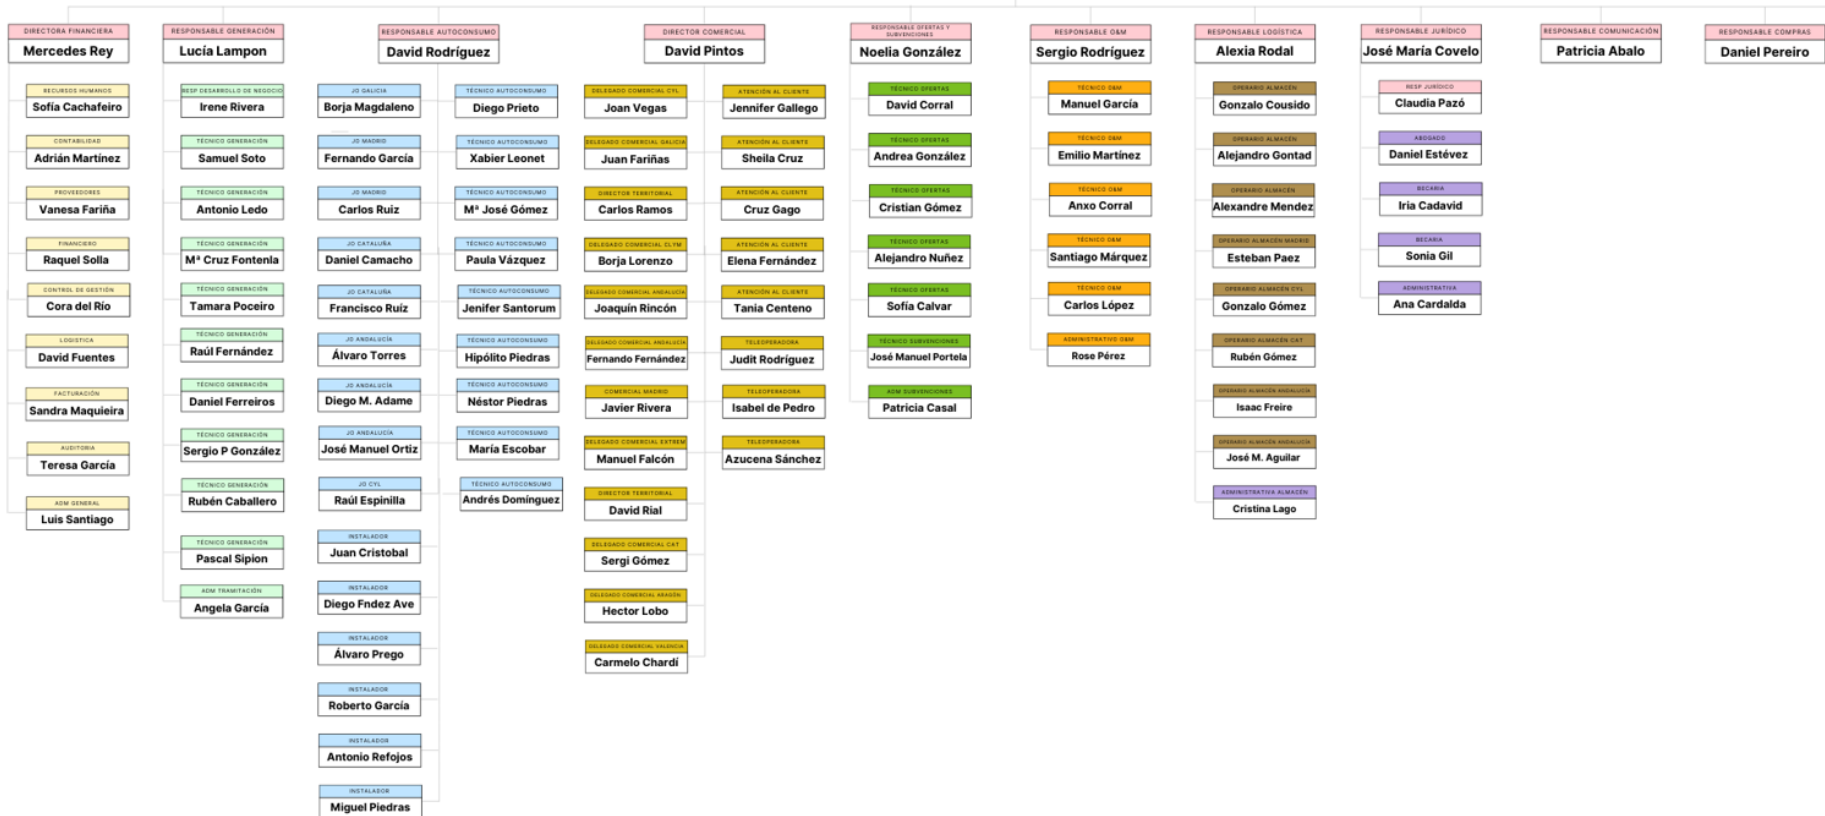 DIRECTORA FINANCIERA
Mercedes Rey
RECURSOS HUMANOS
Sofía Cachafeiro
CONTABILIDAD
Adrián Martínez
PROVEEDORES
Vanesa Fariña
FINANCIERO
Raquel Solla
CONTROL DE GESTIÓN
Cora del Río
LOGISTICA
David Fuentes
FACTURACIÓN
Sandra Maquieira
AUDITORIA
Teresa García
ADM GENERAL
Luis Santiago
RESPONSABLE GENERACIÓN
Lucía Lampon
RESP DESARROLLO DE NEGOCIO
Irene Rivera
TÉCNICO GENERACIÓN
Samuel Soto
TÉCNICO GENERACIÓN
Antonio Ledo
TÉCNICO GENERACIÓN
Mª Cruz Fontenla
TÉCNICO GENERACIÓN
Tamara Poceiro
TÉCNICO GENERACIÓN
Raúl Fernández
TÉCNICO GENERACIÓN
Daniel Ferreiros
TÉCNICO GENERACIÓN
Sergio P González
TÉCNICO GENERACIÓN
Rubén Caballero
TÉCNICO GENERACIÓN
Pascal Sipion
ADM TRAMITACIÓN
Angela García
RESPONSABLE AUTOCONSUMO
David Rodríguez
JO GALICIA
Borja Magdaleno
JO MADRID
Fernando García
JO MADRID
Carlos Ruiz
JO CATALUÑA
Daniel Camacho
JO CATALUÑA
Francisco Ruíz
JO ANDALUCÍA
Álvaro Torres
JO ANDALUCÍA
Diego M. Adame
JO ANDALUCÍA
José Manuel Ortiz
JO CYL
Raúl Espinilla
INSTALADOR
Juan Cristobal
INSTALADOR
Diego Fndez Ave
INSTALADOR
Álvaro Prego
INSTALADOR
Roberto García
INSTALADOR
Antonio Refojos
INSTALADOR
Miguel Piedras
TÉCNICO AUTOCONSUMO
Diego Prieto
TÉCNICO AUTOCONSUMO
Xabier Leonet
TÉCNICO AUTOCONSUMO
Mª José Gómez
TÉCNICO AUTOCONSUMO
Paula Vázquez
TÉCNICO AUTOCONSUMO
Jenifer Santorum
TÉCNICO AUTOCONSUMO
Hipólito Piedras
TÉCNICO AUTOCONSUMO
Néstor Piedras
TÉCNICO AUTOCONSUMO
María Escobar
TÉCNICO AUTOCONSUMO
Andrés Domínguez
DIRECTOR COMERCIAL
David Pintos
DELEGADO COMERCIAL CYL
Joan Vegas
DELEGADO COMERCIAL GALICIA
Juan Fariñas
DIRECTOR TERRITORIAL
Carlos Ramos
DELEGADO COMERCIAL CLYM
Borja Lorenzo
DELEGADO COMERCIAL ANDALUCÍA
Joaquín Rincón
DELEGADO COMERCIAL ANDALUCÍA
Fernando Fernández
COMERCIAL MADRID
Javier Rivera
DELEGADO COMERCIAL EXTREM
Manuel Falcón
DIRECTOR TERRITORIAL
David Rial
DELEGADO COMERCIAL CAT
Sergi Gómez
DELEGADO COMERCIAL ARAGÓN
Hector Lobo
DELEGADO COMERCIAL VALENCIA
Carmelo Chardí
ATENCIÓN AL CLIENTE
Jennifer Gallego
ATENCIÓN AL CLIENTE
Sheila Cruz
ATENCIÓN AL CLIENTE
Cruz Gago
ATENCIÓN AL CLIENTE
Elena Fernández
ATENCIÓN AL CLIENTE
Tania Centeno
TELEOPERADORA
Judit Rodríguez
TELEOPERADORA
Isabel de Pedro
TELEOPERADORA
Azucena Sánchez
RESPONSABLE OFERTAS Y
SUBVENCIONES
Noelia González
TÉCNICO OFERTAS
David Corral
TÉCNICO OFERTAS
Andrea González
TÉCNICO OFERTAS
Cristian Gómez
TÉCNICO OFERTAS
Alejandro Nuñez
TÉCNICO OFERTAS
Sofía Calvar
TÉCNICO SUBVENCIONES
José Manuel Portela
ADM SUBVENCIONES
Patricia Casal
RESPONSABLE O&M
Sergio Rodríguez
TÉCNICO O&M
Manuel García
TÉCNICO O&M
Emilio Martínez
TÉCNICO O&M
Anxo Corral
TÉCNICO O&M
Santiago Márquez
TÉCNICO O&M
Carlos López
ADMINISTRATIVO O&M
Rose Pérez
RESPONSABLE LOGÍSTICA
Alexia Rodal
OPERARIO ALMACÉN
Gonzalo Cousido
OPERARIO ALMACÉN
Alejandro Gontad
OPERARIO ALMACÉN
Alexandre Mendez
OPERARIO ALMACÉN MADRID
Esteban Paez
OPERARIO ALMACÉN CYL
Gonzalo Gómez
OPERARIO ALMACÉN CAT
Rubén Gómez
OPERARIO ALMACÉN ANDALUCÍA
Isaac Freire
OPERARIO ALMACÉN ANDALUCÍA
José M. Aguilar
ADMINISTRATIVA ALMACÉN
Cristina Lago
RESPONSABLE JURÍDICO
José María Covelo
RESP JURÍDICO
Claudia Pazó
ABOGADO
Daniel Estévez
BECARIA
Iria Cadavid
BECARIA
Sonia Gil
ADMINISTRATIVA
Ana Cardalda
RESPONSABLE COMUNICACIÓN
Patricia Abalo
RESPONSABLE COMPRAS
Daniel Pereiro